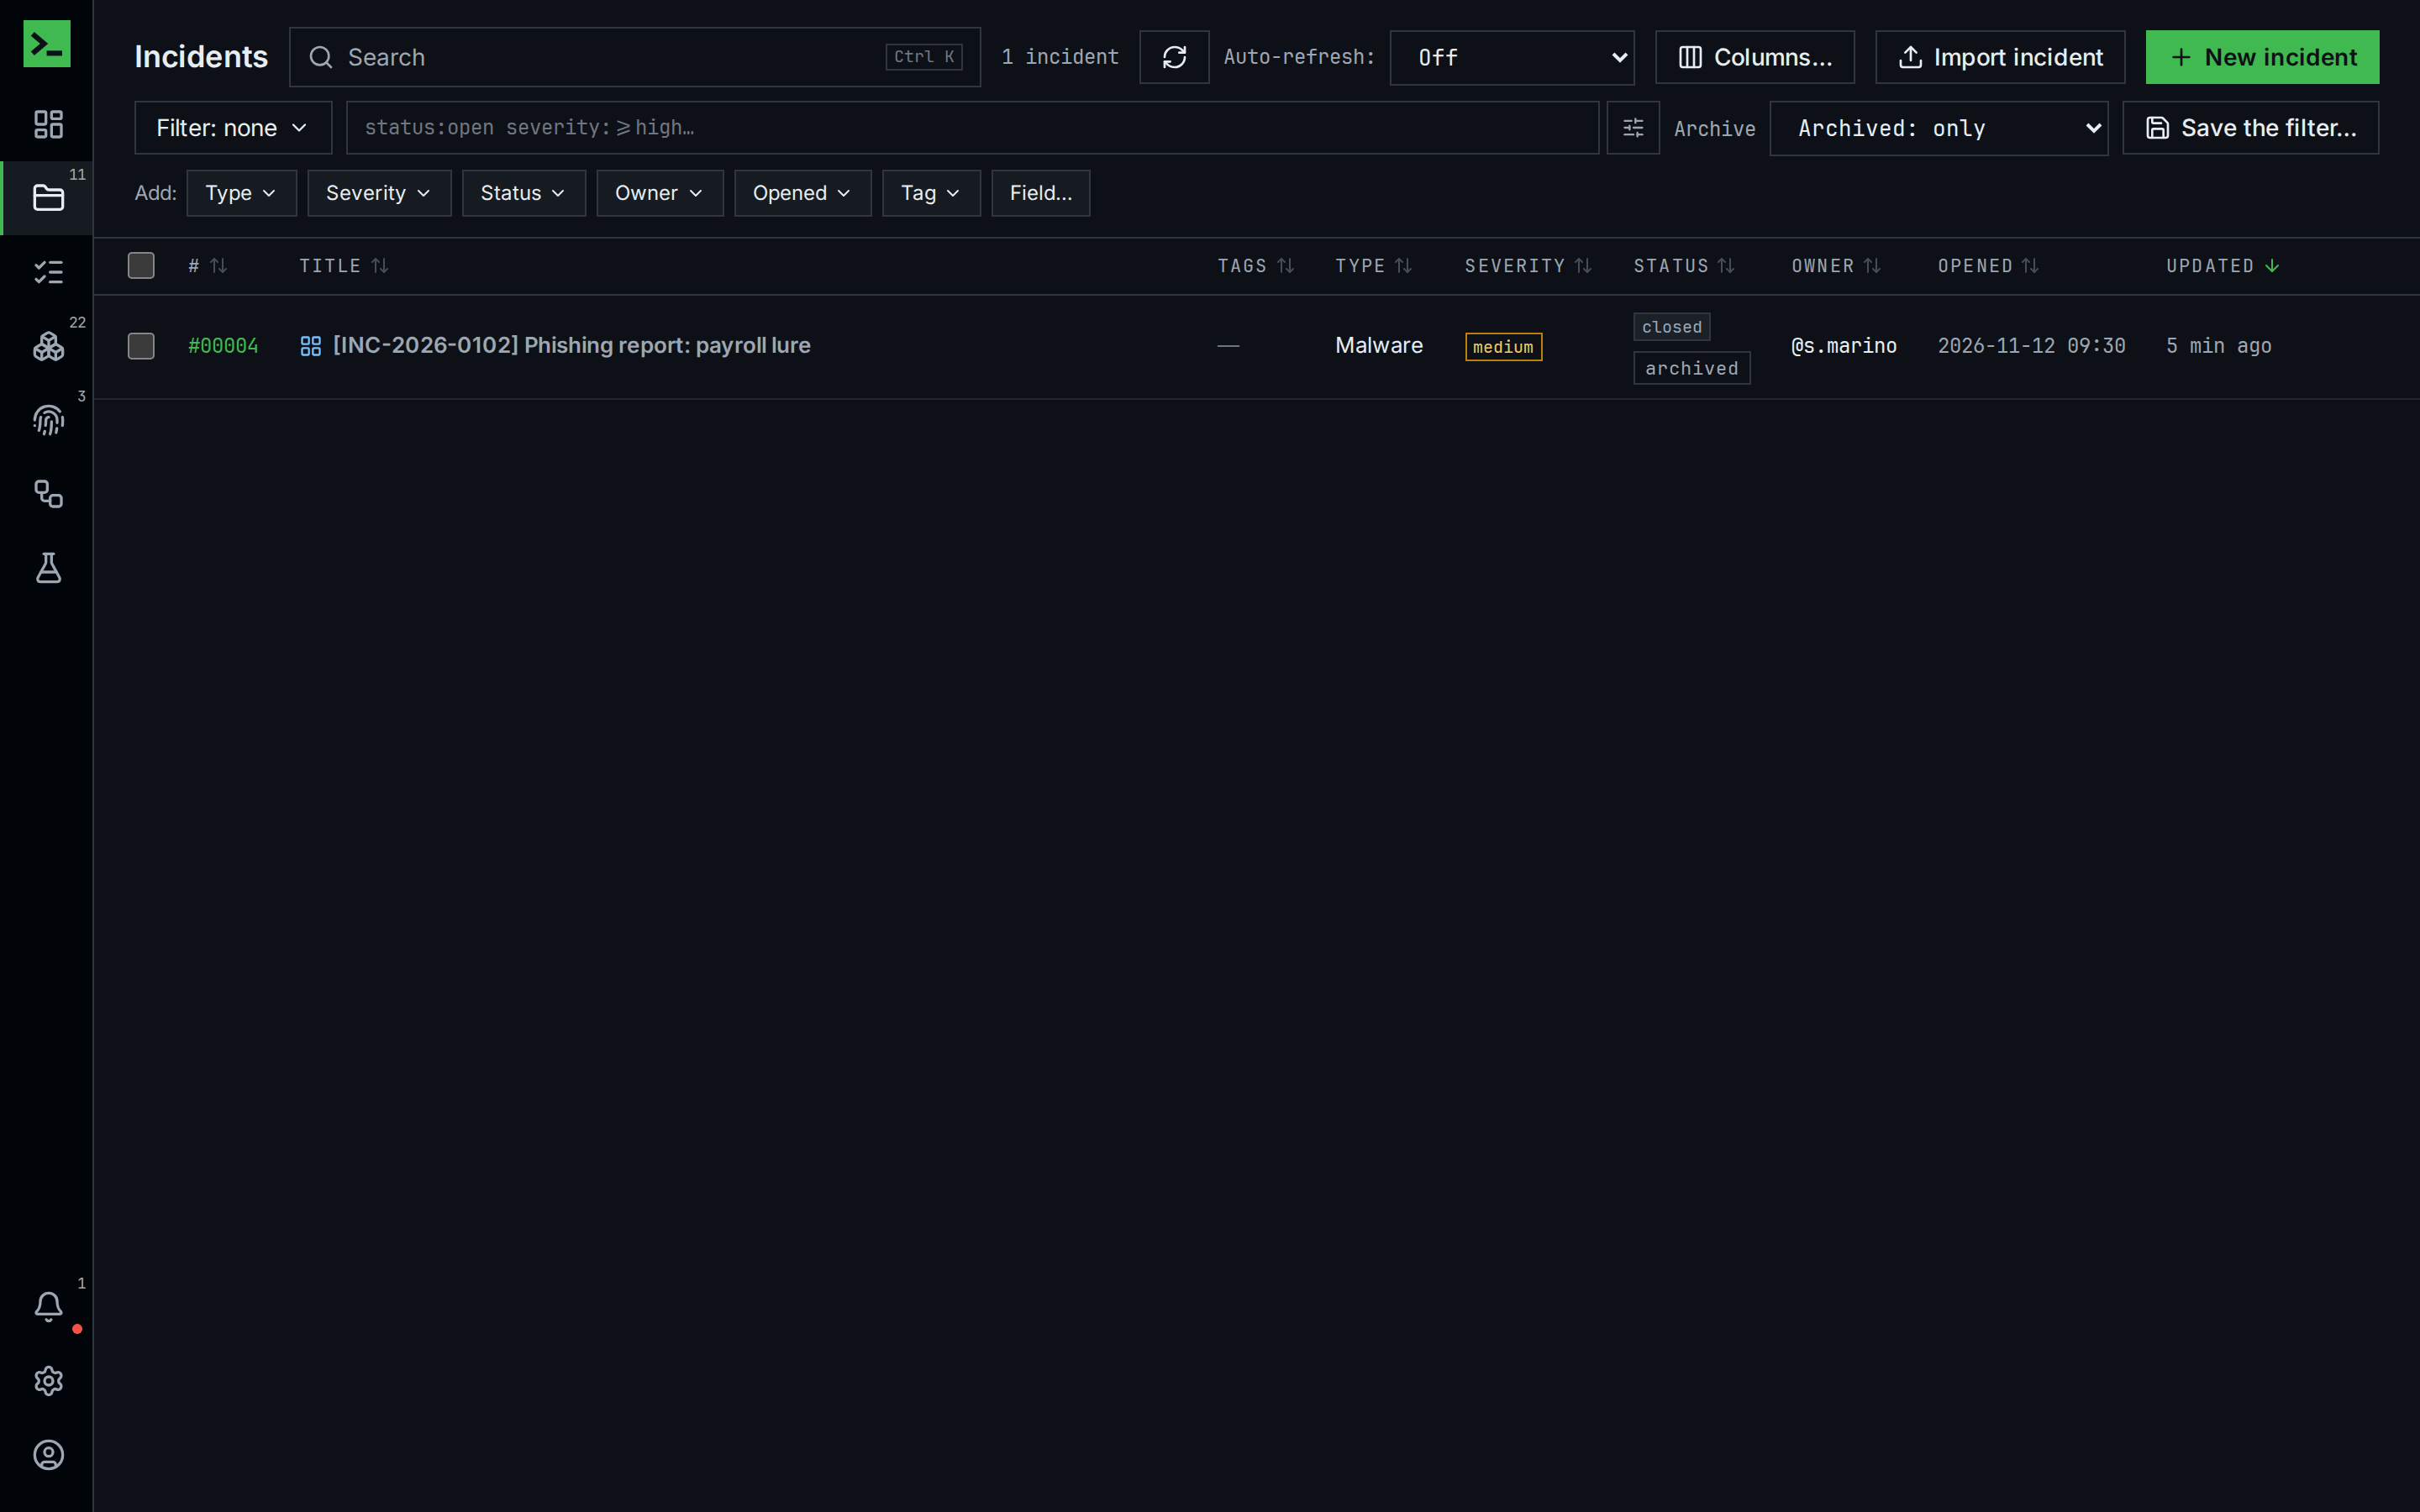 Incidents Search Ctrl K 1 incident Auto-refresh: Off Columns... Import incident New incident
Filter: none status:open severity:≥high… Archive Archived: only Save the filter...
Add: Type Severity Status Owner Opened Tag Field...
# TITLE TAGS TYPE SEVERITY STATUS OWNER OPENED UPDATED
#00004 [INC-2026-0102] Phishing report: payroll lure — Malware medium closed archived @s.marino 2026-11-12 09:30 5 min ago
11
22
3
1